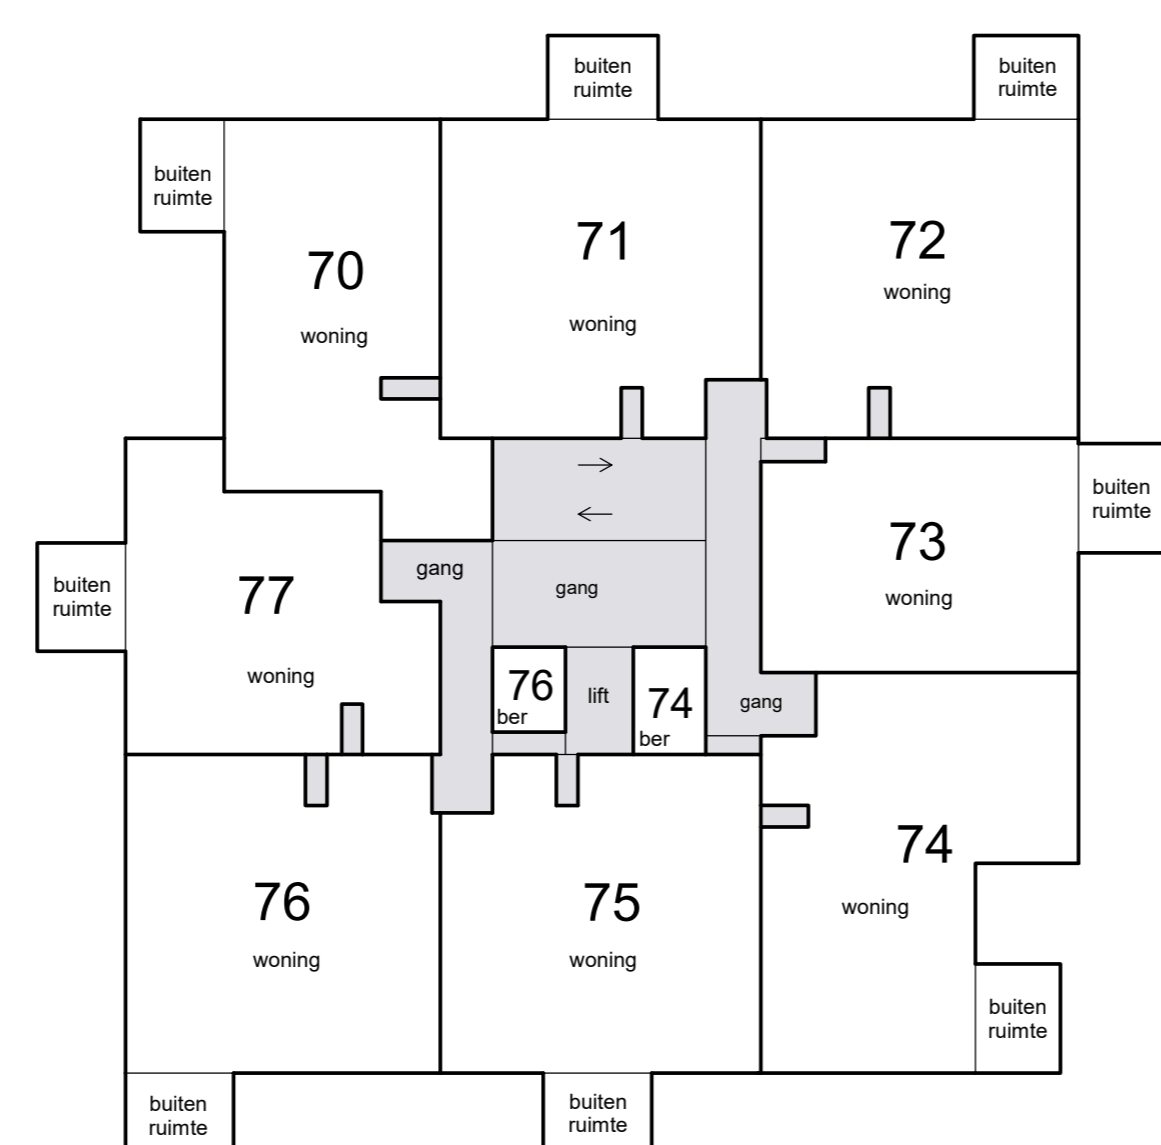 buiten
ruimte
buiten
ruimte
buiten
ruimte
70
woning
71
woning
72
woning
buiten
ruimte
73
woning
gang
gang
77
woning
buiten
ruimte
76
ber
lift
74
ber
gang
74
woning
76
woning
75
woning
buiten
ruimte
buiten
ruimte
buiten
ruimte